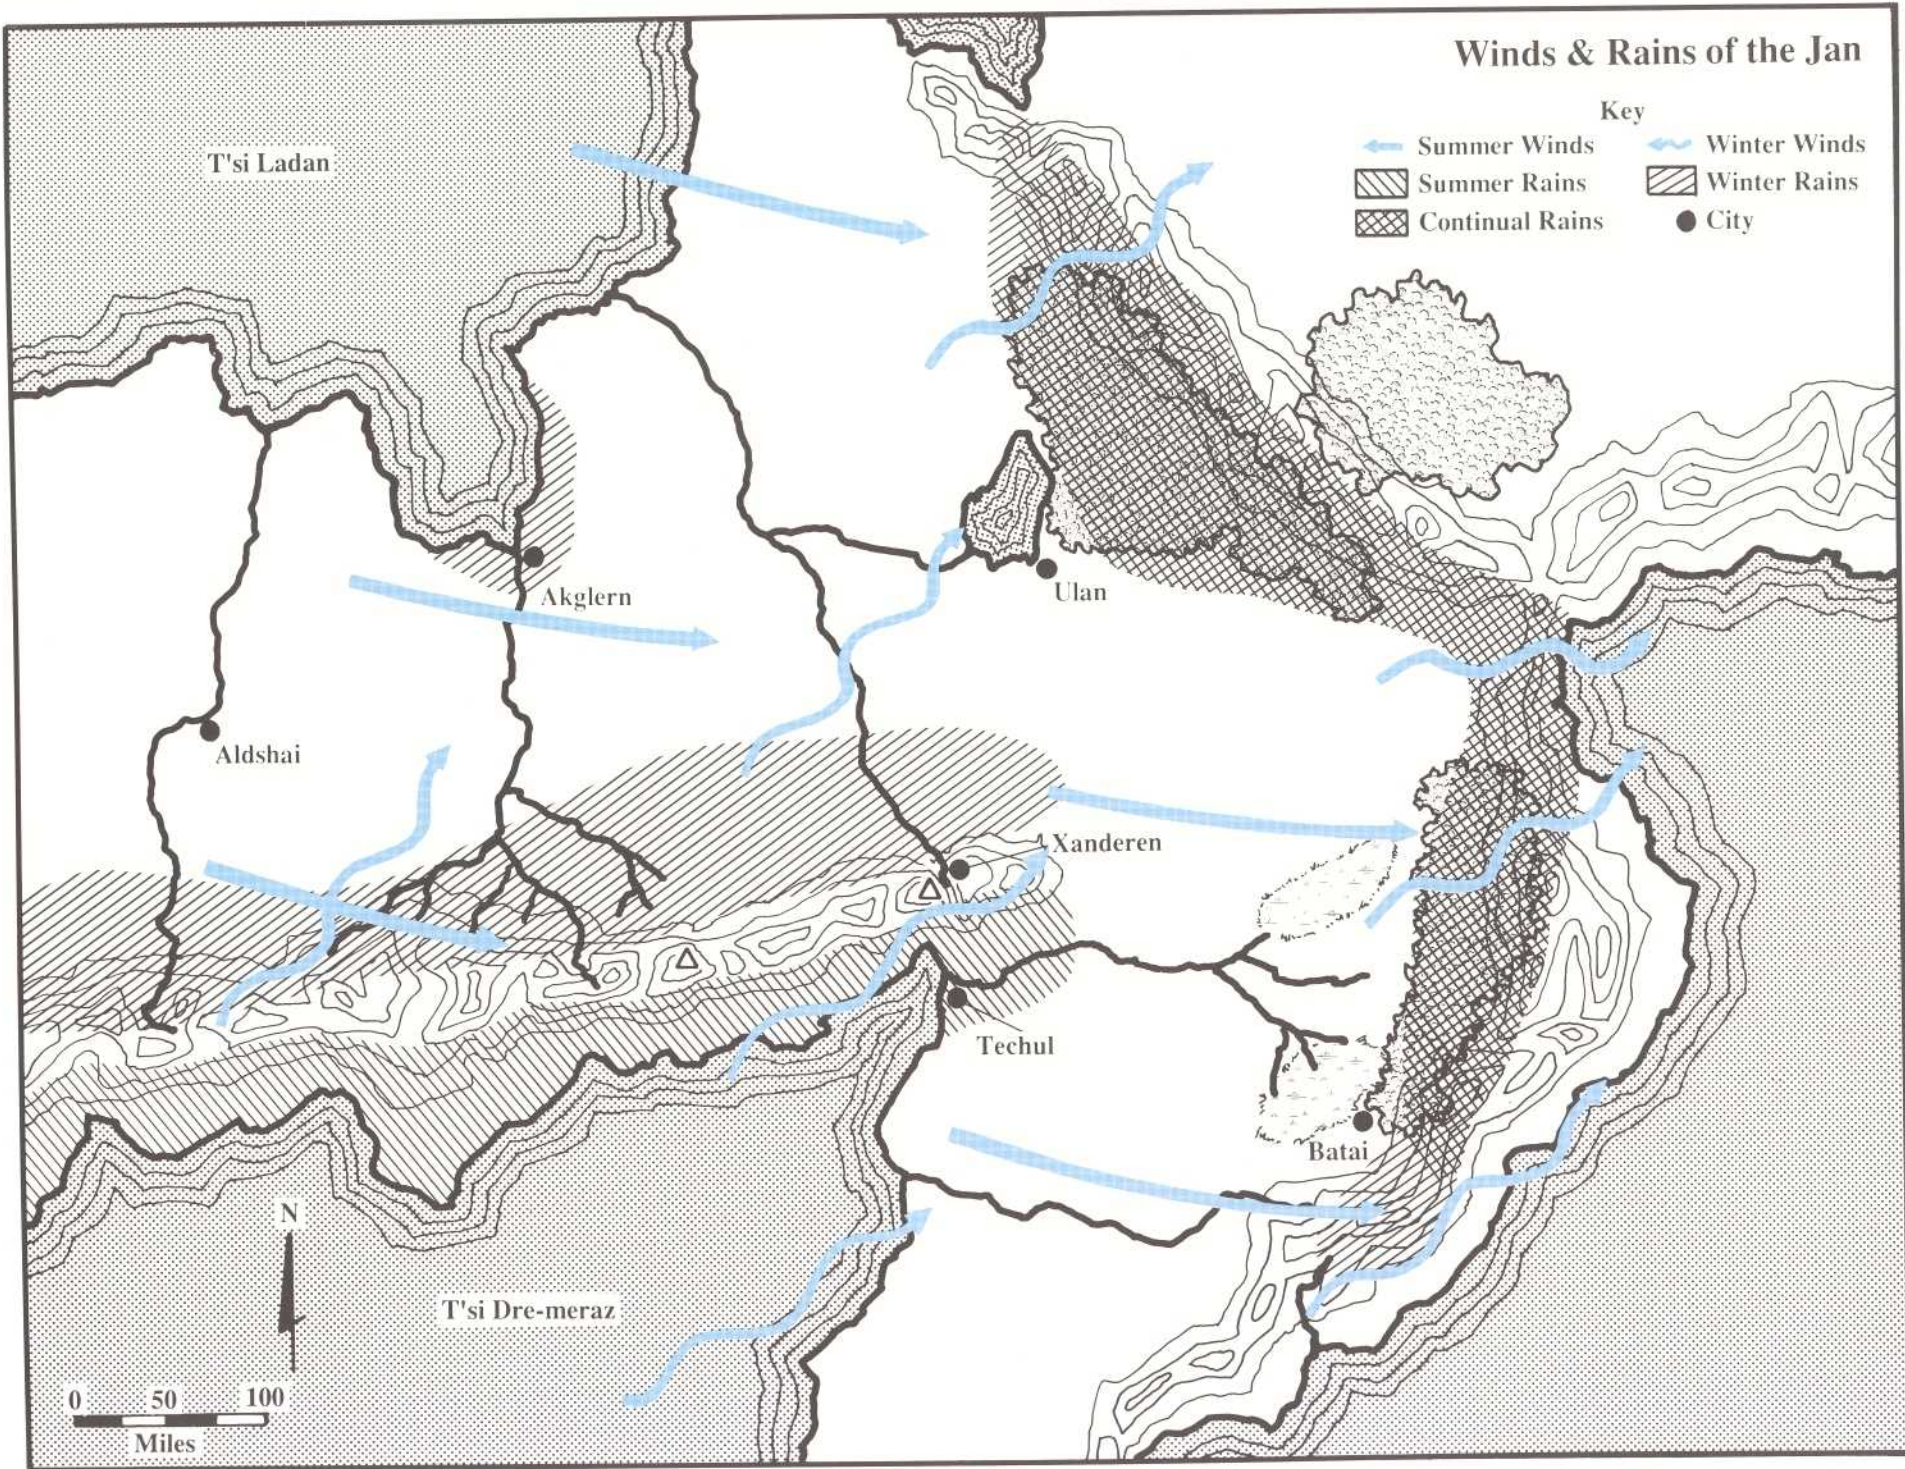 Winds & Rains of the Jan
Key
Summer Winds
Winter Winds
Summer Rains
Winter Rains
Continual Rains
City
T'si Ladan
Akglern
Ulan
Aldshai
Xanderen
Techul
Batai
N
T'si Dre-meraz
0 50 100
Miles